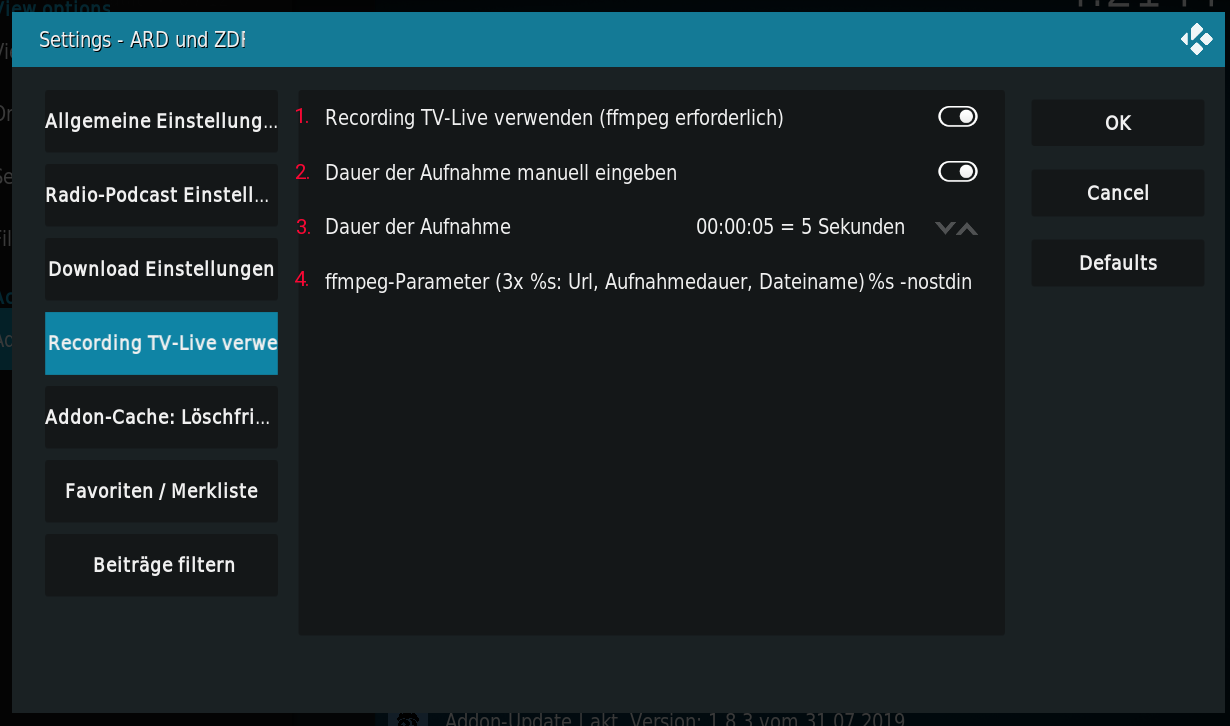 View options
Settings - ARD und ZDF
Allgemeine Einstellung...
Radio-Podcast Einstell...
Download Einstellungen
Recording TV-Live verwe
Addon-Cache: Löschfri...
Favoriten / Merkliste
Beiträge filtern
1. Recording TV-Live verwenden (ffmpeg erforderlich)
2. Dauer der Aufnahme manuell eingeben
3. Dauer der Aufnahme 00:00:05 = 5 Sekunden
4. ffmpeg-Parameter (3x %s: Url, Aufnahmedauer, Dateiname) %s -nostdin
OK
Cancel
Defaults
Addon-Update | akt. Version: 1.8.3 vom 31.07.2019